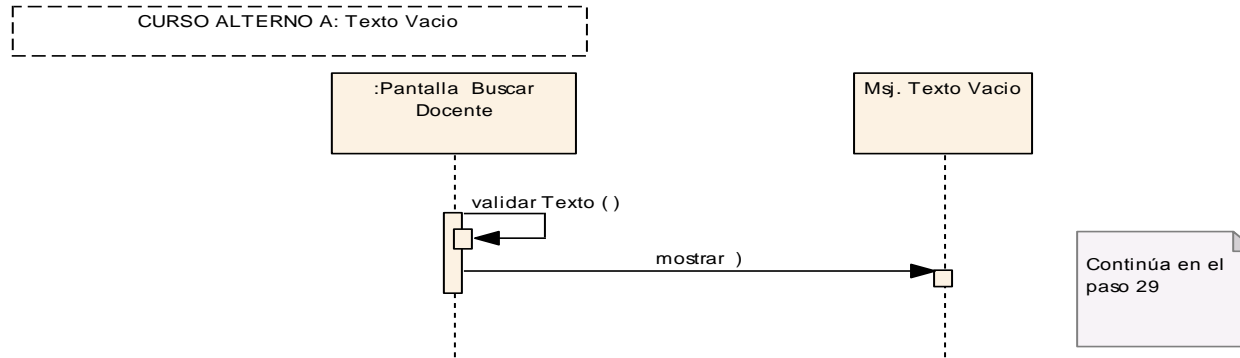 CURSO ALTERNO A: Texto Vacio
:Pantalla Buscar
Docente
Msj. Texto Vacio
validar Texto ( )
mostrar )
Continúa en el
paso 29